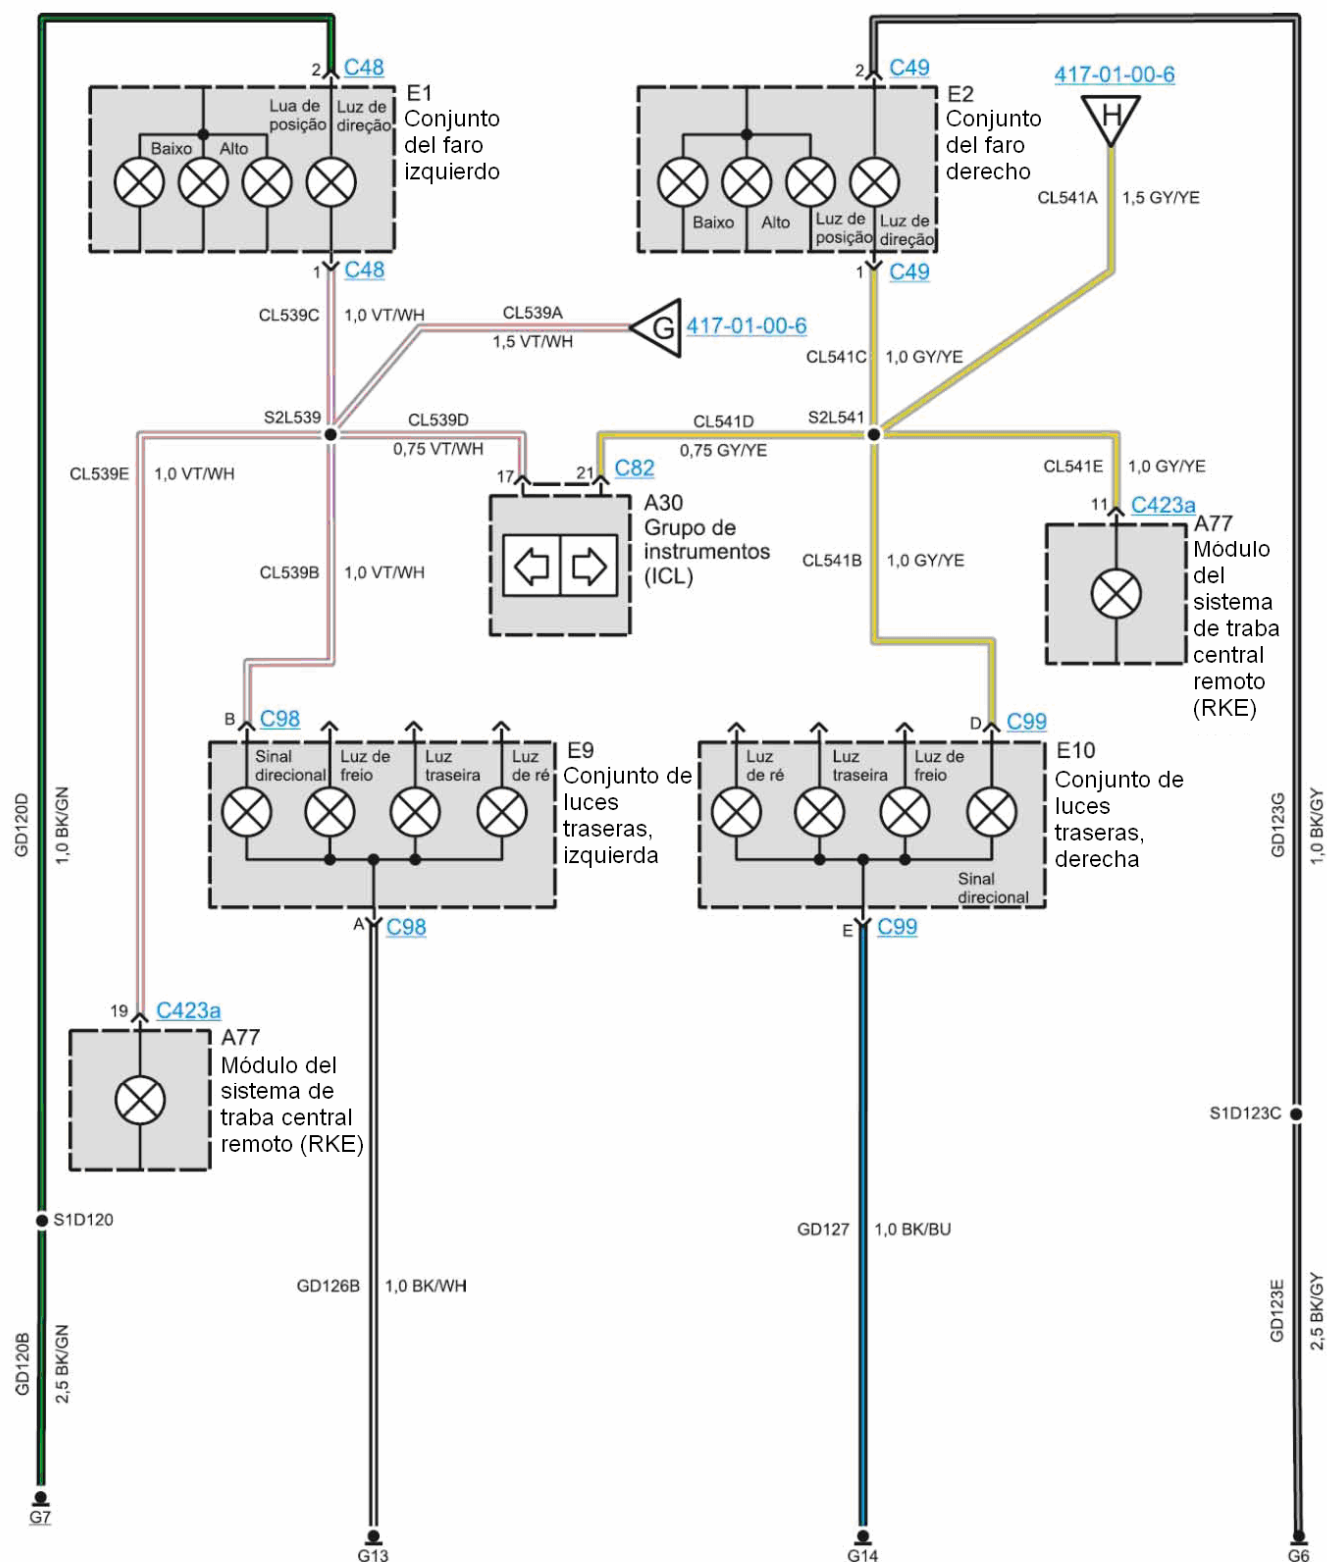 2 C48
E1
Conjunto
del faro
izquierdo
Lua de
posição
Luz de
direção
Baixo
Alto
1 C48
2 C49
E2
Conjunto
del faro
derecho
Baixo
Alto
Luz de
posição
Luz de
direção
1 C49
417-01-00-6
H
CL541A
1,5 GY/YE
CL539C
1,0 VT/WH
CL539A
1,5 VT/WH
G
417-01-00-6
CL541C
1,0 GY/YE
S2L539
CL539D
0,75 VT/WH
CL541D
0,75 GY/YE
S2L541
CL539E
1,0 VT/WH
17
21
C82
A30
Grupo de
instrumentos
(ICL)
CL541E
1,0 GY/YE
11 C423a
A77
Módulo
del
sistema
de traba
central
remoto
(RKE)
CL539B
1,0 VT/WH
CL541B
1,0 GY/YE
B C98
Sinal
direcional
Luz de
freio
Luz
traseira
Luz
de ré
E9
Conjunto de
luces
traseras,
izquierda
A C98
D C99
Luz
de ré
Luz
traseira
Luz de
freio
Sinal
direcional
E10
Conjunto de
luces
traseras,
derecha
E C99
GD120D
1,0 BK/GN
GD123G
1,0 BK/GY
19 C423a
A77
Módulo del
sistema de
traba central
remoto (RKE)
S1D123C
S1D120
GD126B
1,0 BK/WH
GD127
1,0 BK/BU
GD120B
2,5 BK/GN
GD123E
2,5 BK/GY
G7
G13
G14
G6